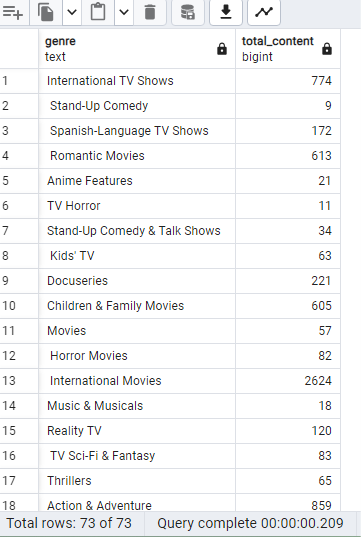 genre total_content
text bigint
1 International TV Shows 774
2 Stand-Up Comedy 9
3 Spanish-Language TV Shows 172
4 Romantic Movies 613
5 Anime Features 21
6 TV Horror 11
7 Stand-Up Comedy & Talk Shows 34
8 Kids' TV 63
9 Docuseries 221
10 Children & Family Movies 605
11 Movies 57
12 Horror Movies 82
13 International Movies 2624
14 Music & Musicals 18
15 Reality TV 120
16 TV Sci-Fi & Fantasy 83
17 Thrillers 65
18 Action & Adventure 859
Total rows: 73 of 73 Query complete 00:00:00.209